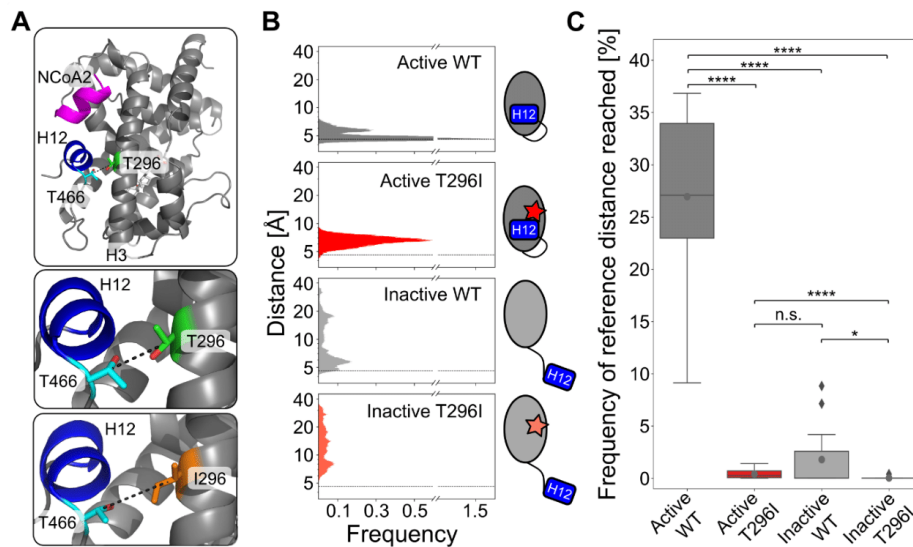 A
NCoA2
H12
T296
T466
H3
H12
T296
T466
H12
I296
T466
B
Distance [Å]
40
20
10
5
Active WT
H12
40
20
10
5
Active T296I
H12
40
20
10
5
Inactive WT
H12
40
20
10
5
Inactive T296I
H12
0.1 0.3 0.6 1.5
Frequency
C
Frequency of reference distance reached [%]
40
35
30
25
20
15
10
5
0
****
****
****
****
n.s.
*
Active WT
Active T296I
Inactive WT
Inactive T296I